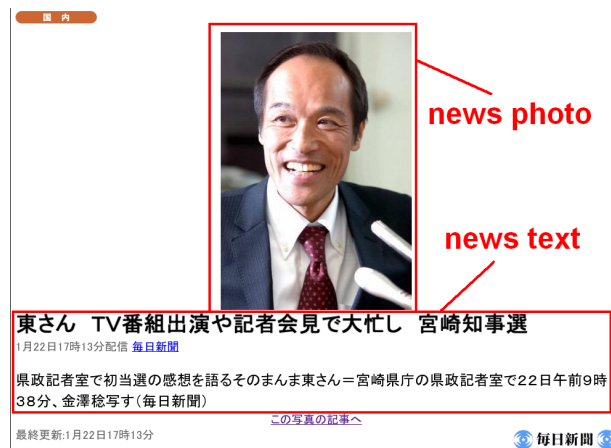 国 内
news photo
news text
東さん　TV番組出演や記者会見で大忙し　宮崎知事選
1月22日17時13分配信 毎日新聞
県政記者室で初当選の感想を語るそのまんま東さん＝宮崎県庁の県政記者室で２２日午前９時
３８分、金澤稔写す（毎日新聞）
この写真の記事へ
最終更新:1月22日17時13分
毎日新聞